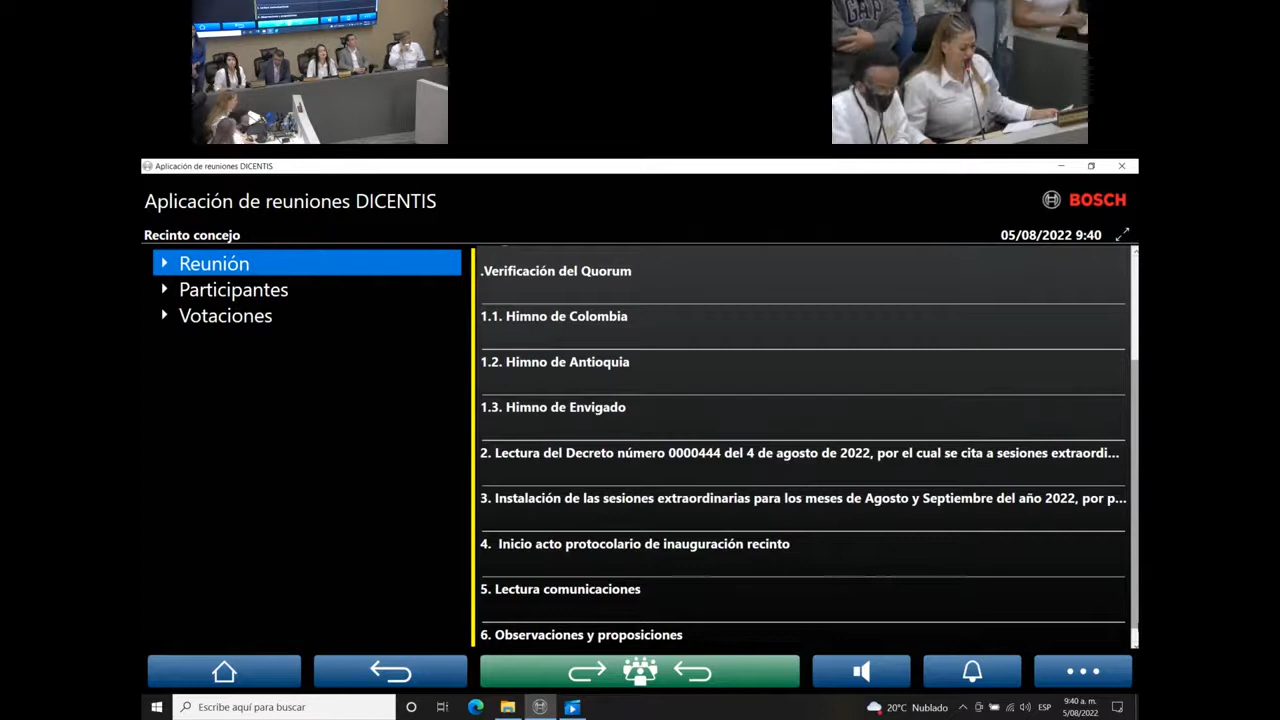 GAP
Aplicación de reuniones DICENTIS
Aplicación de reuniones DICENTIS
BOSCH
Recinto concejo
05/08/2022 9:40
Reunión
Participantes
Votaciones
.Verificación del Quorum
1.1. Himno de Colombia
1.2. Himno de Antioquia
1.3. Himno de Envigado
2. Lectura del Decreto número 0000444 del 4 de agosto de 2022, por el cual se cita a sesiones extraordi...
3. Instalación de las sesiones extraordinarias para los meses de Agosto y Septiembre del año 2022, por p...
4. Inicio acto protocolario de inauguración recinto
5. Lectura comunicaciones
6. Observaciones y proposiciones
Escribe aquí para buscar
20°C Nublado
ESP
9:40 a. m.
5/08/2022